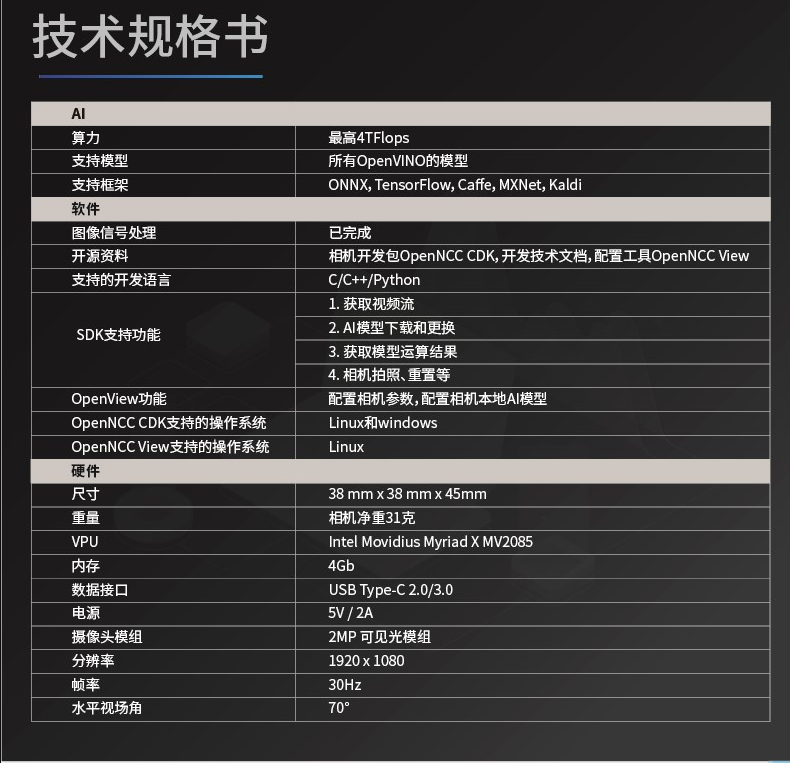 技术规格书
AI
算力 最高4TFlops
支持模型 所有OpenVINO的模型
支持框架 ONNX, TensorFlow, Caffe, MXNet, Kaldi
软件
图像信号处理 已完成
开源资料 相机开发包OpenNCC CDK, 开发技术文档, 配置工具OpenNCC View
支持的开发语言 C/C++/Python
SDK支持功能 1. 获取视频流
2. AI模型下载和更换
3. 获取模型运算结果
4. 相机拍照、重置等
OpenView功能 配置相机参数, 配置相机本地AI模型
OpenNCC CDK支持的操作系统 Linux和windows
OpenNCC View支持的操作系统 Linux
硬件
尺寸 38 mm x 38 mm x 45mm
重量 相机净重31克
VPU Intel Movidius Myriad X MV2085
内存 4Gb
数据接口 USB Type-C 2.0/3.0
电源 5V / 2A
摄像头模组 2MP 可见光模组
分辨率 1920 x 1080
帧率 30Hz
水平视场角 70°